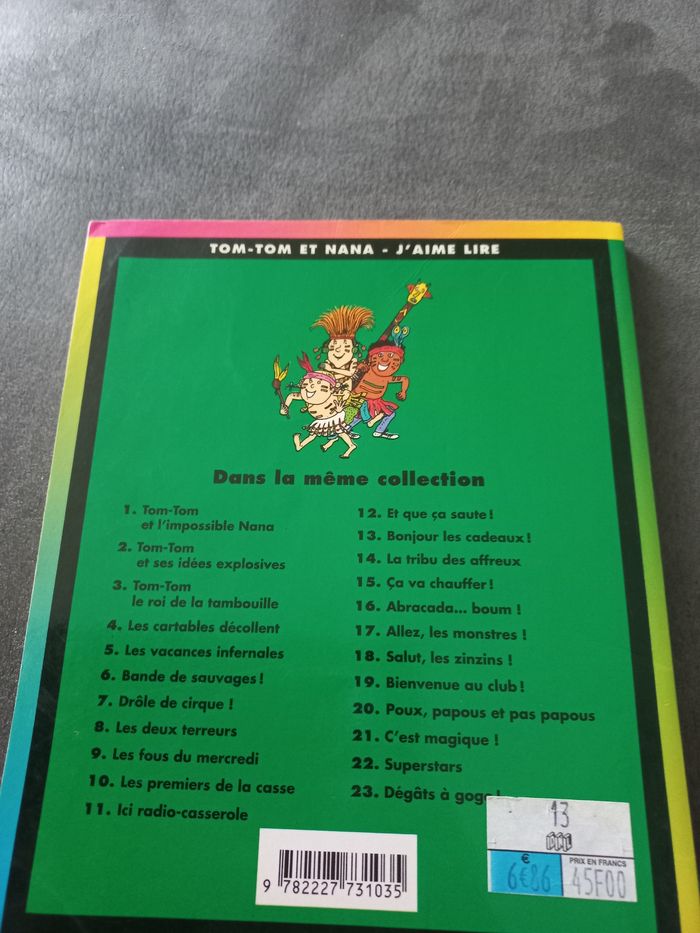 TOM-TOM ET NANA - J'AIME LIRE
Dans la même collection
1. Tom-Tom
et l'impossible Nana
2. Tom-Tom
et ses idées explosives
3. Tom-Tom
le roi de la tambouille
4. Les cartables décollent
5. Les vacances infernales
6. Bande de sauvages !
7. Drôle de cirque !
8. Les deux terreurs
9. Les fous du mercredi
10. Les premiers de la casse
11. Ici radio-casserole
12. Et que ça saute !
13. Bonjour les cadeaux !
14. La tribu des affreux
15. Ça va chauffer !
16. Abracada... boum !
17. Allez, les monstres !
18. Salut, les zinzins !
19. Bienvenue au club !
20. Poux, papous et pas papous
21. C'est magique !
22. Superstars
23. Dégâts à gogo !
13
€ PRIX EN FRANCS
6€86 45F00
9 782227 731035